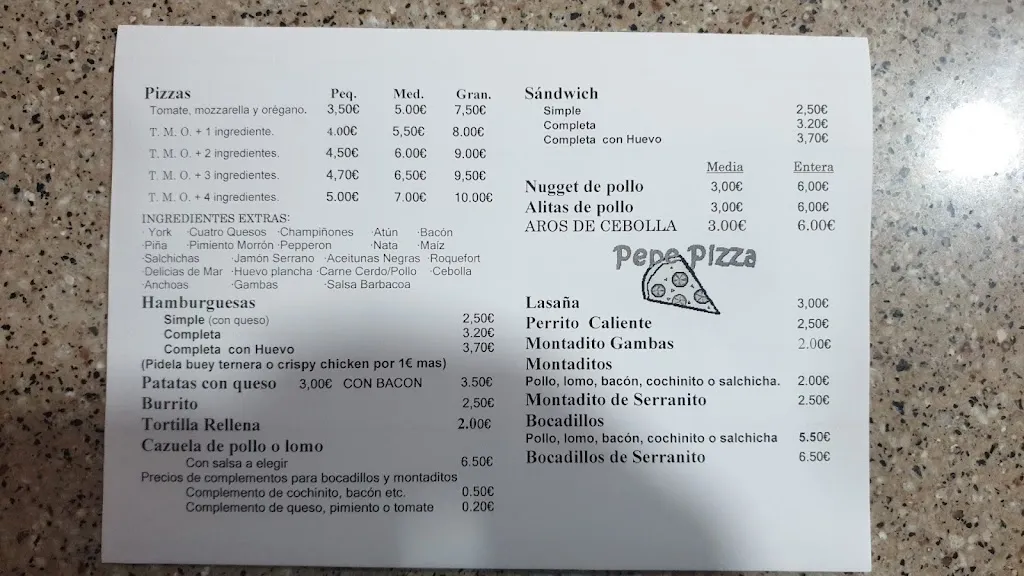 Pizzas Peq. Med. Gran.
Tomate, mozzarella y orégano. 3,50€ 5.00€ 7,50€
T. M. O. + 1 ingrediente. 4.00€ 5,50€ 8.00€
T. M. O. + 2 ingredientes. 4,50€ 6.00€ 9.00€
T. M. O. + 3 ingredientes. 4,70€ 6,50€ 9,50€
T. M. O. + 4 ingredientes. 5.00€ 7.00€ 10.00€
INGREDIENTES EXTRAS:
· York ·Cuatro Quesos ·Champiñones ·Atún ·Bacón
·Piña ·Pimiento Morrón ·Pepperon ·Nata ·Maíz
·Salchichas ·Jamón Serrano ·Aceitunas Negras ·Roquefort
·Delicias de Mar ·Huevo plancha ·Carne Cerdo/Pollo ·Cebolla
·Anchoas ·Gambas ·Salsa Barbacoa
Hamburguesas
Simple (con queso) 2,50€
Completa 3.20€
Completa con Huevo 3,70€
(Pidela buey ternera o crispy chicken por 1€ mas)
Patatas con queso 3,00€ CON BACON 3.50€
Burrito 2,50€
Tortilla Rellena 2.00€
Cazuela de pollo o lomo
Con salsa a elegir 6.50€
Precios de complementos para bocadillos y montaditos
Complemento de cochinito, bacón etc. 0.50€
Complemento de queso, pimiento o tomate 0.20€
Sándwich
Simple 2,50€
Completa 3.20€
Completa con Huevo 3,70€
Media Entera
Nugget de pollo 3,00€ 6,00€
Alitas de pollo 3,00€ 6,00€
AROS DE CEBOLLA 3.00€ 6.00€
Pepe Pizza
Lasaña 3,00€
Perrito Caliente 2,50€
Montadito Gambas 2.00€
Montaditos
Pollo, lomo, bacón, cochinito o salchicha. 2.00€
Montadito de Serranito 2.50€
Bocadillos
Pollo, lomo, bacón, cochinito o salchicha 5.50€
Bocadillos de Serranito 6.50€